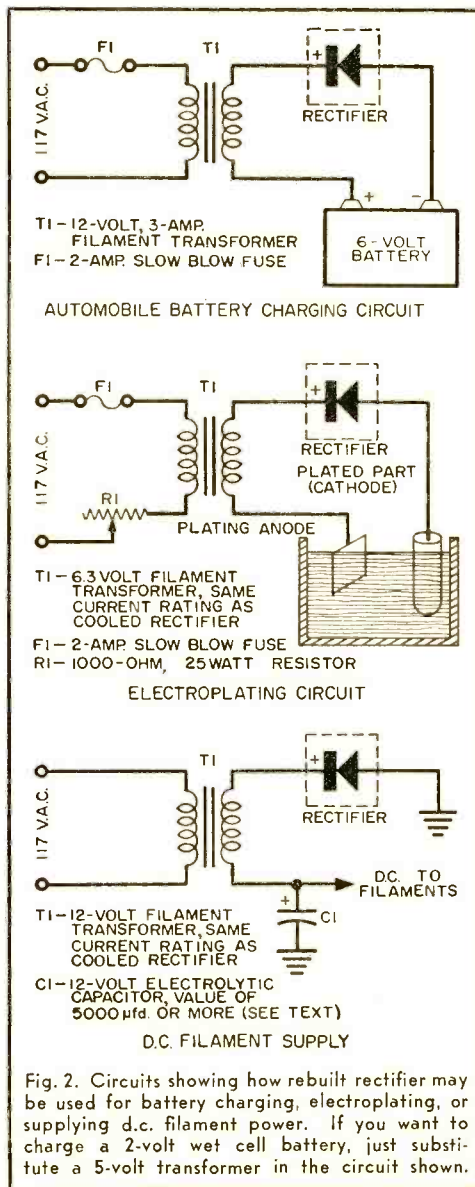 F1
T1
+
117 V.A.C.
RECTIFIER
+ -
6-VOLT
BATTERY
T1-12-VOLT, 3-AMP.
FILAMENT TRANSFORMER
F1-2-AMP. SLOW BLOW FUSE
AUTOMOBILE BATTERY CHARGING CIRCUIT
F1
T1
+
117 V.A.C.
RECTIFIER
PLATED PART
(CATHODE)
R1
PLATING ANODE
T1-6.3 VOLT FILAMENT
TRANSFORMER, SAME
CURRENT RATING AS
COOLED RECTIFIER
F1-2-AMP. SLOW BLOW FUSE
R1-1000-OHM, 25 WATT RESISTOR
ELECTROPLATING CIRCUIT
T1
+
117 V.A.C.
RECTIFIER
D.C. TO
FILAMENTS
+
C1
T1-12-VOLT FILAMENT
TRANSFORMER, SAME
CURRENT RATING AS
COOLED RECTIFIER
C1-12-VOLT ELECTROLYTIC
CAPACITOR, VALUE OF
5000 μfd. OR MORE (SEE TEXT)
D.C. FILAMENT SUPPLY
Fig. 2. Circuits showing how rebuilt rectifier may
be used for battery charging, electroplating, or
supplying d.c. filament power. If you want to
charge a 2-volt wet cell battery, just substi-
tute a 5-volt transformer in the circuit shown.